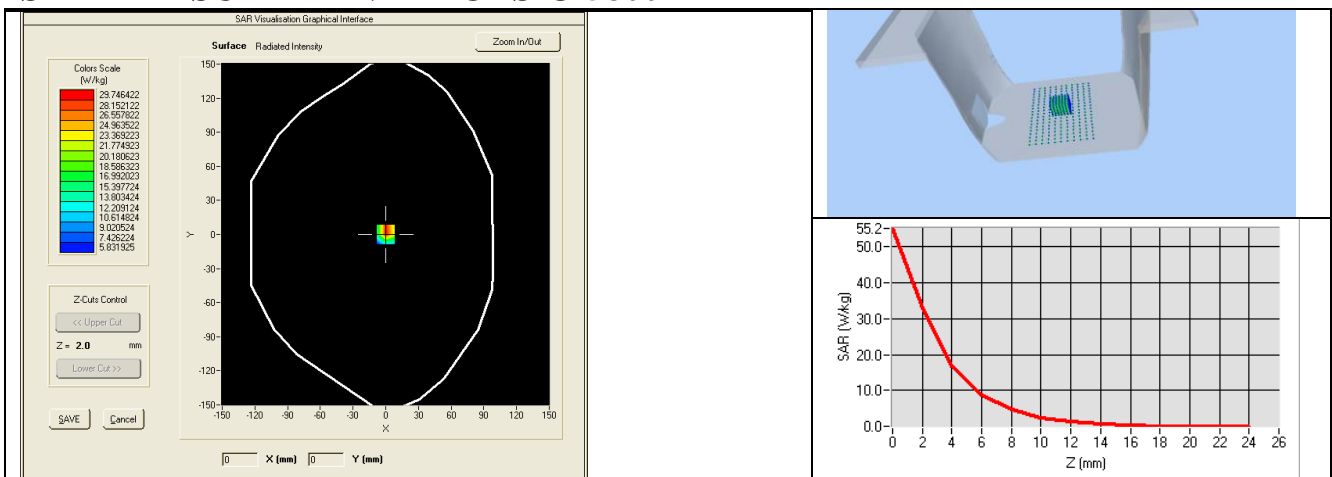 SAR Visualisation Graphical Interface
Surface Radiated Intensity
Zoom In/Out
Colors Scale
(W/kg)
29.746422
28.152122
26.557822
24.963522
23.369223
21.774923
20.180623
18.586323
16.992023
15.397724
13.803424
12.209124
10.614824
9.020524
7.426224
5.831925
Z-Cuts Control
<< Upper Cut
Z = 2.0 mm
Lower Cut >>
SAVE Cancel
150
120
90
60
30
0
-30
-60
-90
-120
-150
Y
-150 -120 -90 -60 -30 0 30 60 90 120 150
X
0 X (mm) 0 Y (mm)
55.2
50.0
40.0
30.0
20.0
10.0
0.0
SAR (W/kg)
0 2 4 6 8 10 12 14 16 18 20 22 24 26
Z (mm)